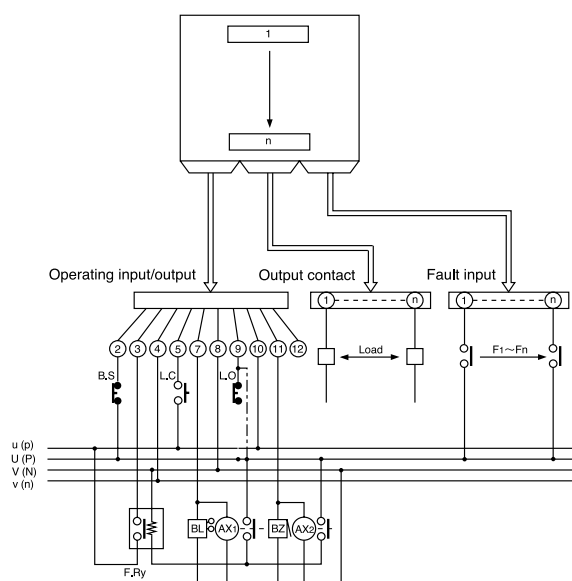 1
n
Operating input/output
Output contact
Fault input
1 n
1 n
2 3 4 5 7 8 9 10 11 12
Load
F1～Fn
B.S
L.C
L.O
u (p)
U (P)
V (N)
v (n)
BL AX1 BZ AX2
F.Ry